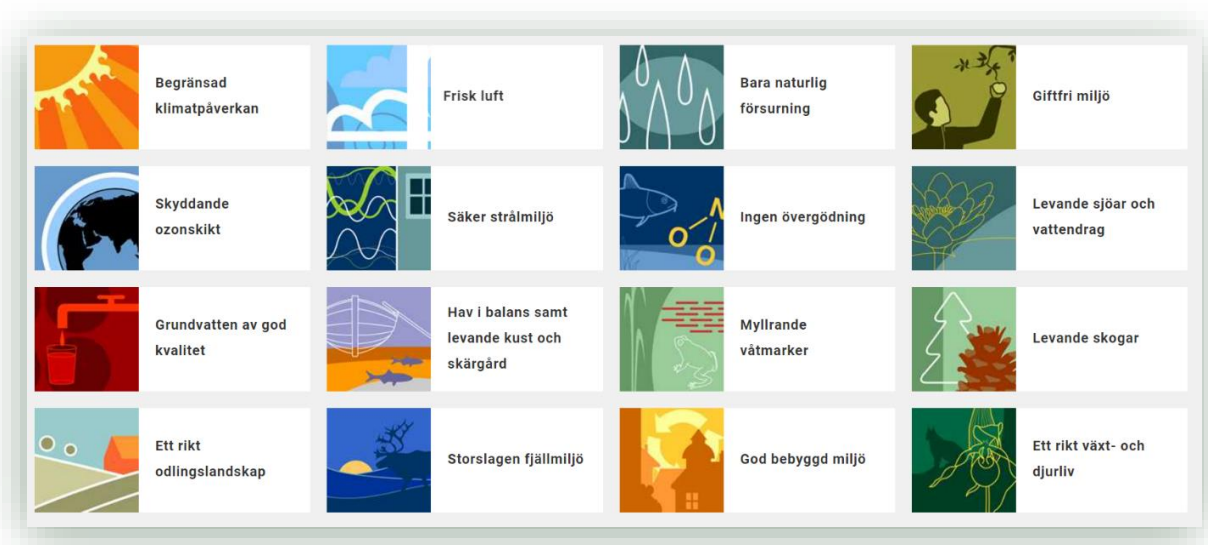 Begränsad
klimatpåverkan
Frisk luft
Bara naturlig
försurning
Giftfri miljö
Skyddande
ozonskikt
Säker strålmiljö
Ingen övergödning
N
O
O
Levande sjöar och
vattendrag
Grundvatten av god
kvalitet
Hav i balans samt
levande kust och
skärgård
Myllrande
våtmarker
Levande skogar
Ett rikt
odlingslandskap
Storslagen fjällmiljö
God bebyggd miljö
Ett rikt växt- och
djurliv